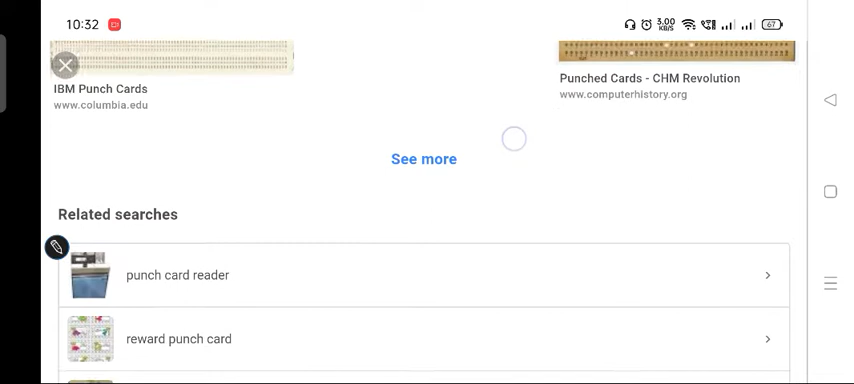 10:32
3.00
KB/S
67
IBM Punch Cards
www.columbia.edu
Punched Cards - CHM Revolution
www.computerhistory.org
See more
Related searches
punch card reader
reward punch card